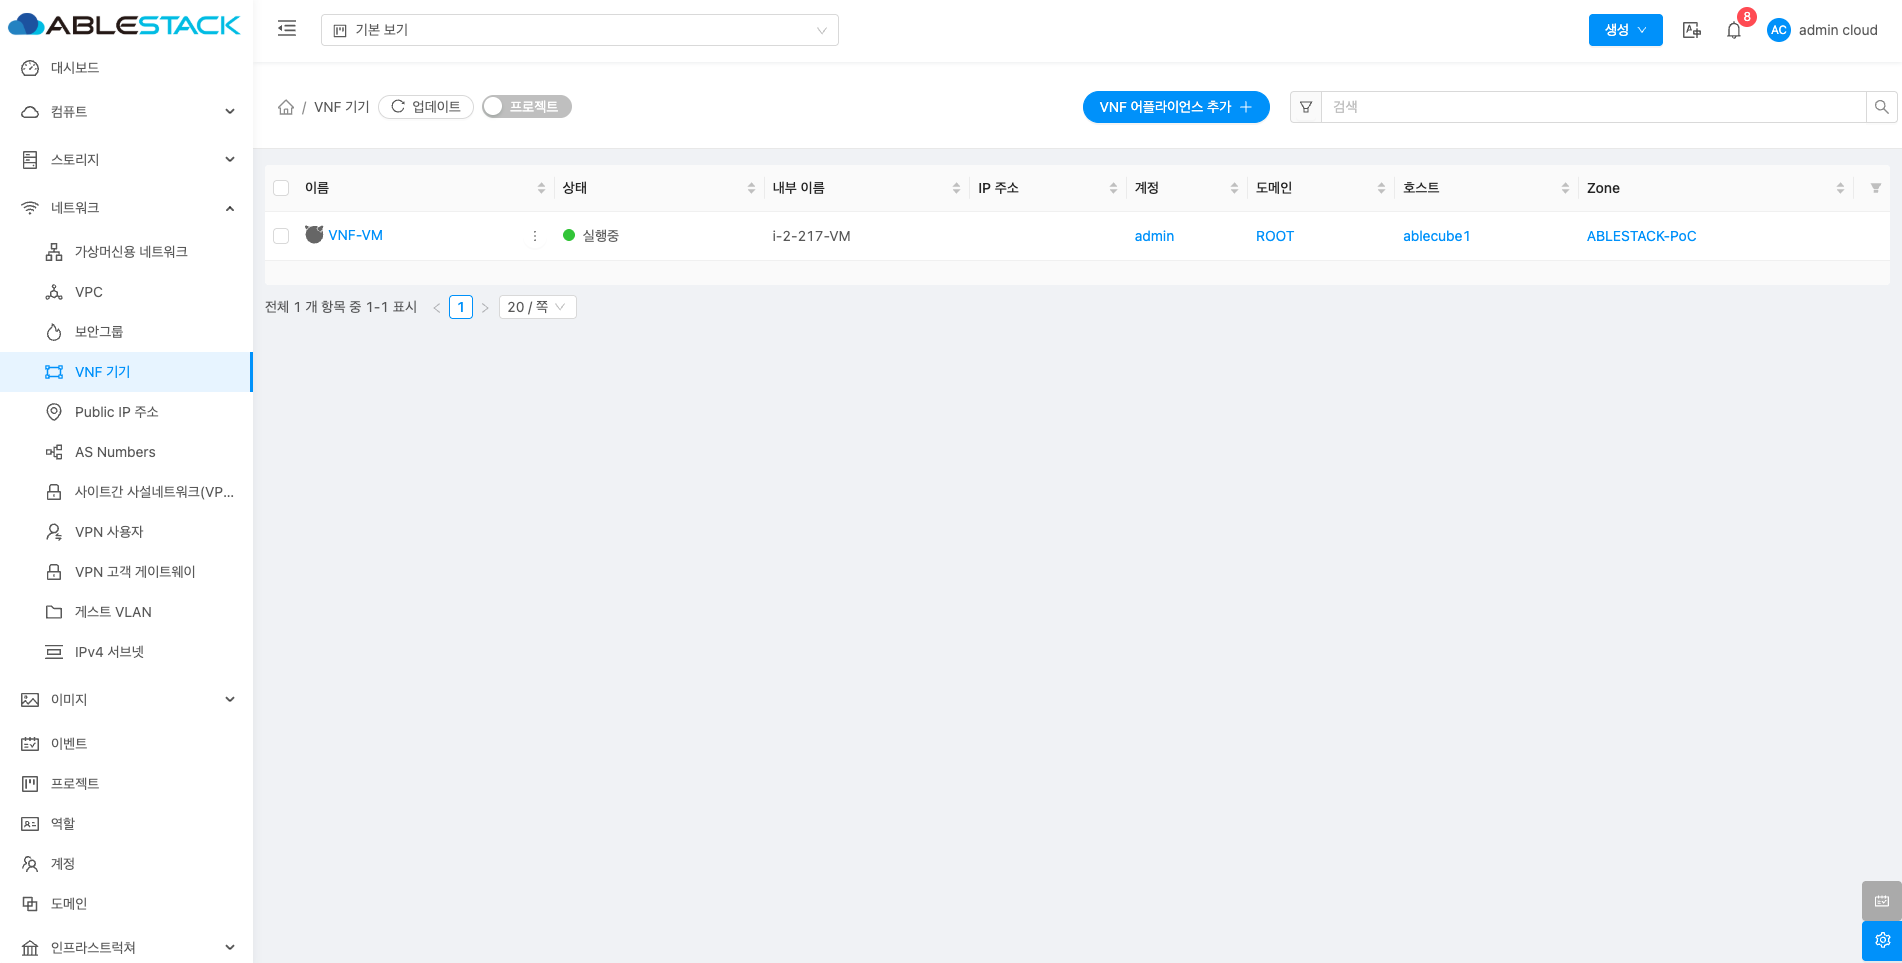 ABLESTACK
기본 보기
생성
8
AC
admin cloud
대시보드
컴퓨트
스토리지
네트워크
가상머신용 네트워크
VPC
보안그룹
VNF 기기
Public IP 주소
AS Numbers
사이트간 사설네트워크(VP...
VPN 사용자
VPN 고객 게이트웨이
게스트 VLAN
IPv4 서브넷
이미지
이벤트
프로젝트
역할
계정
도메인
인프라스트럭쳐
/ VNF 기기 업데이트 프로젝트
VNF 어플라이언스 추가
검색
이름 상태 내부 이름 IP 주소 계정 도메인 호스트 Zone
VNF-VM 실행중 i-2-217-VM admin ROOT ablecube1 ABLESTACK-PoC
전체 1 개 항목 중 1-1 표시 1 20 / 쪽